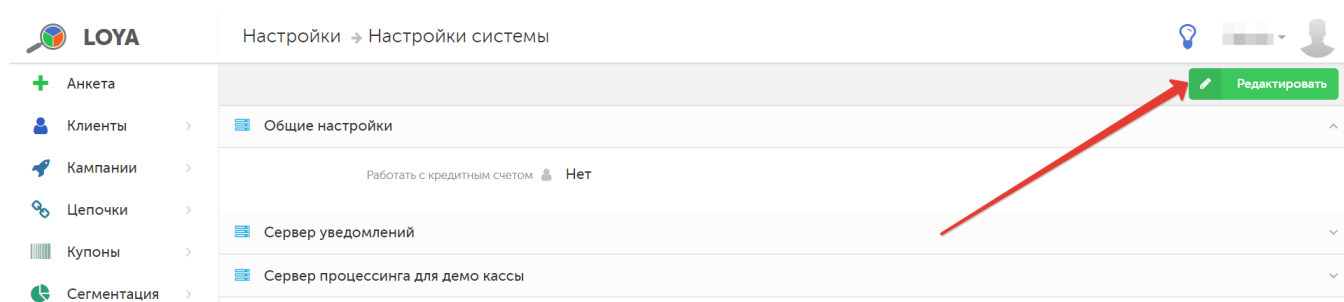 LOYA
Настройки → Настройки системы
Анкета
Редактировать
Клиенты
Общие настройки
Кампании
Работать с кредитным счетом Нет
Цепочки
Сервер уведомлений
Купоны
Сервер процессинга для демо кассы
Сегментация